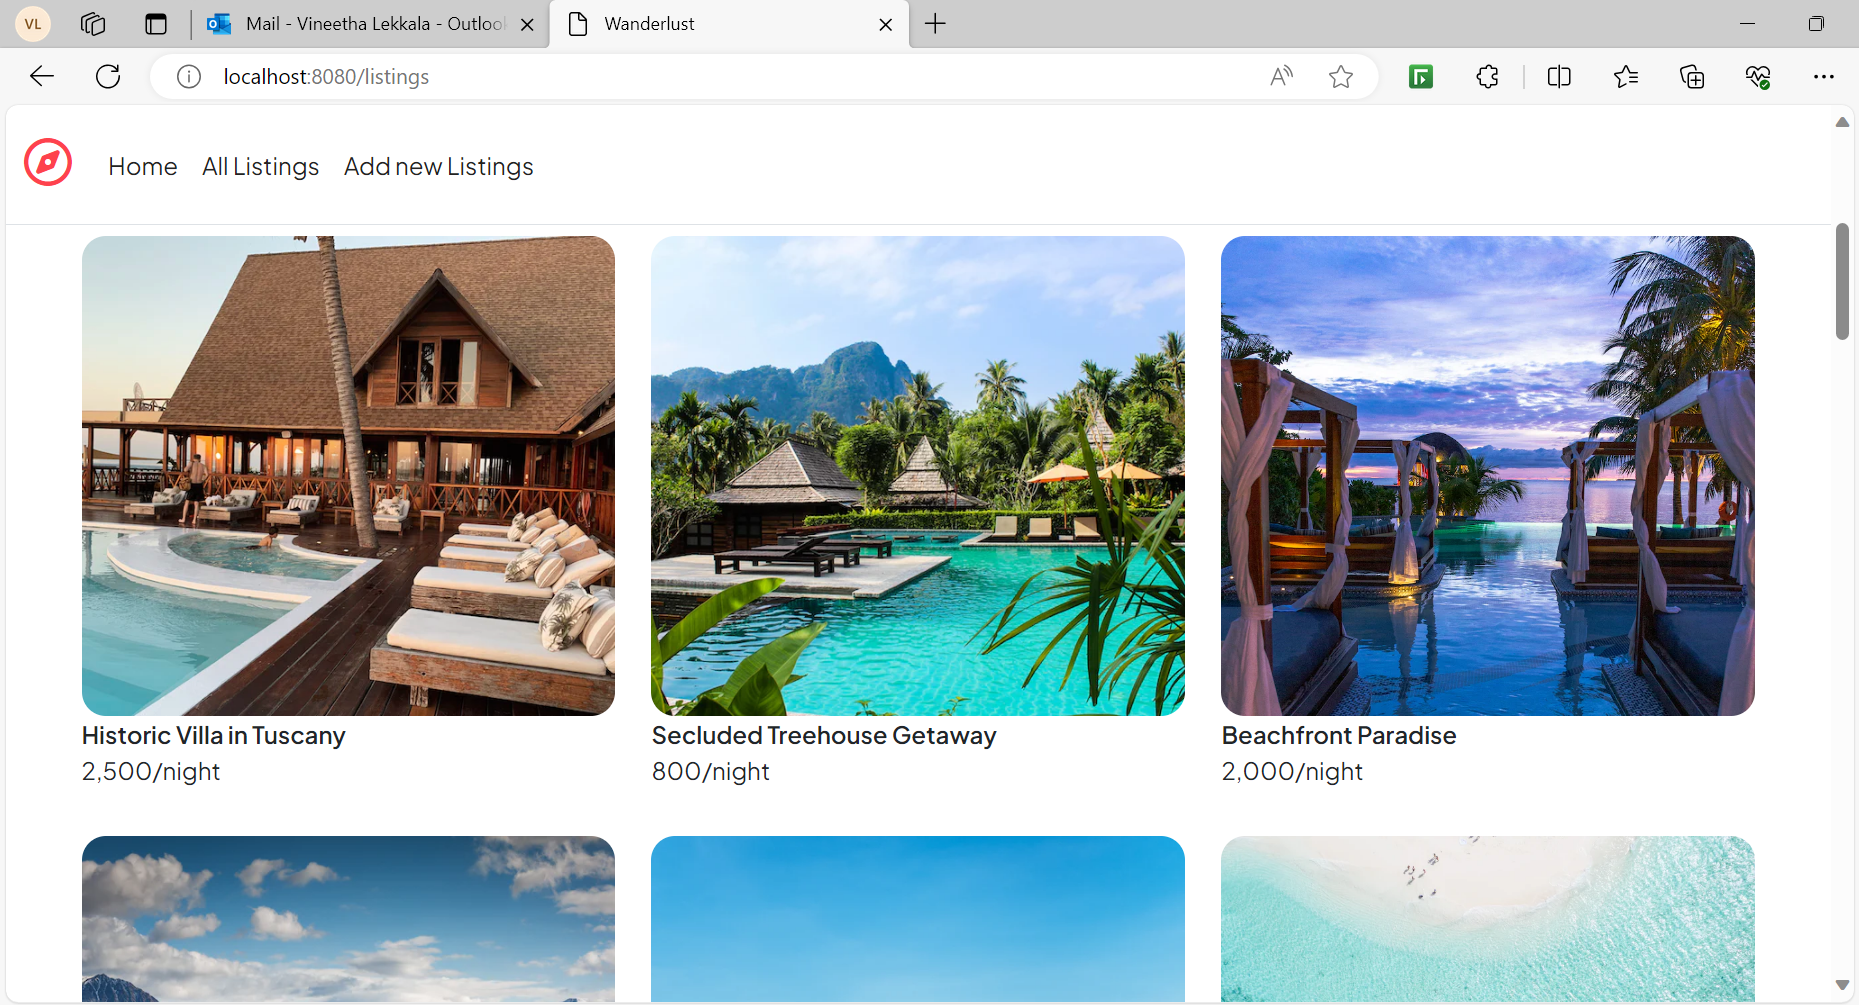 VL
Mail - Vineetha Lekkala - Outloo
Wanderlust
localhost:8080/listings
Home All Listings Add new Listings
Historic Villa in Tuscany
2,500/night
Secluded Treehouse Getaway
800/night
Beachfront Paradise
2,000/night